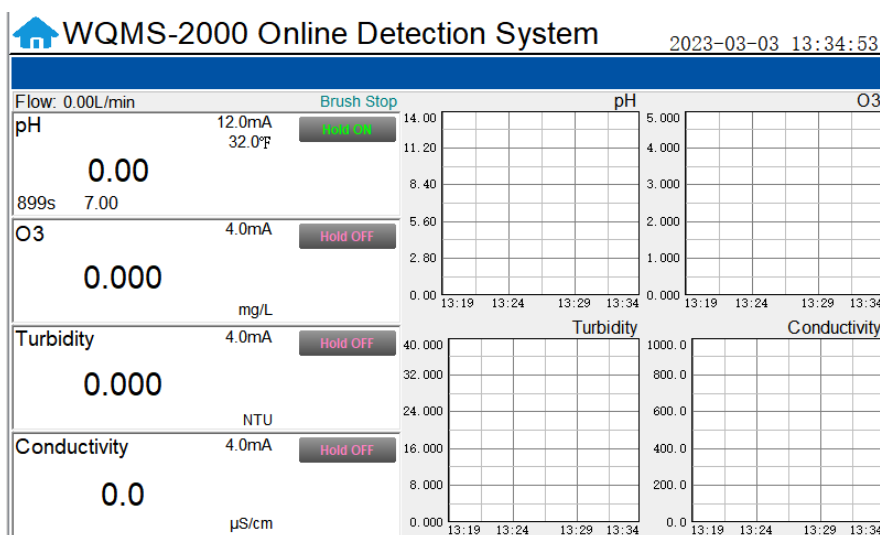 WQMS-2000 Online Detection System
2023-03-03 13:34:53
Flow: 0.00L/min Brush Stop
pH 12.0mA Hold ON
32.0℉
0.00
899s 7.00
O3 4.0mA Hold OFF
0.000
mg/L
Turbidity 4.0mA Hold OFF
0.000
NTU
Conductivity 4.0mA Hold OFF
0.0
µS/cm
pH
14.00
11.20
8.40
5.60
2.80
0.00
13:19 13:24 13:29 13:34
O3
5.000
4.000
3.000
2.000
1.000
0.000
13:19 13:24 13:29 13:34
Turbidity
40.000
32.000
24.000
16.000
8.000
0.000
13:19 13:24 13:29 13:34
Conductivity
1000.0
800.0
600.0
400.0
200.0
0.0
13:19 13:24 13:29 13:34